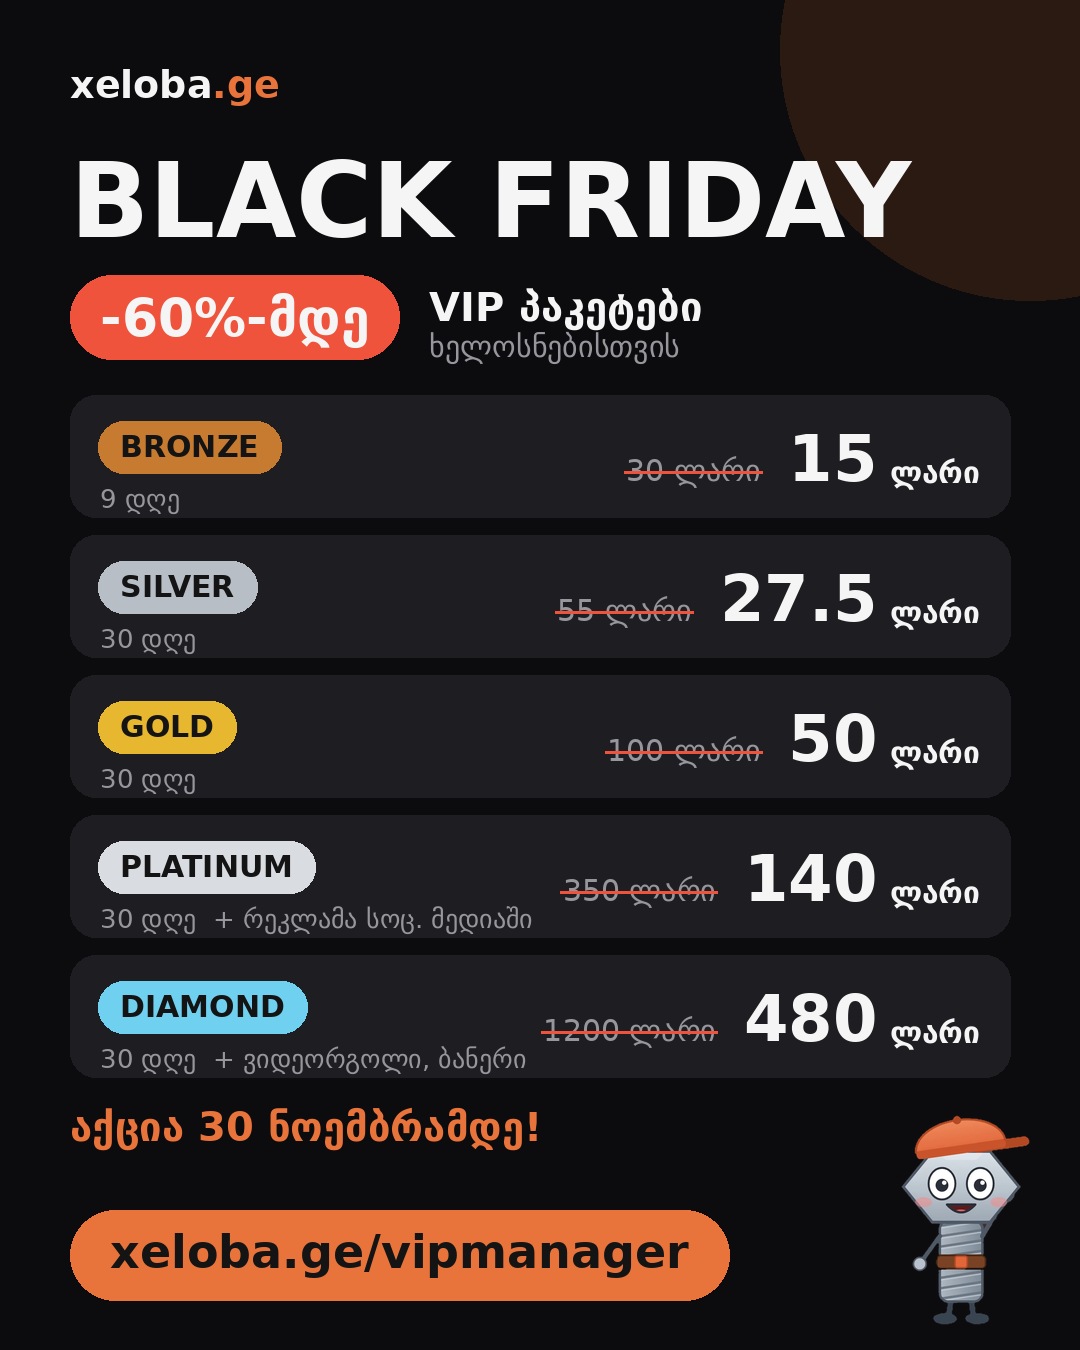 xeloba.ge
BLACK FRIDAY
-60%-მდე
VIP პაკეტები
ხელოსნებისთვის
BRONZE
30 ლარი 15 ლარი
9 დღე
SILVER
55 ლარი 27.5 ლარი
30 დღე
GOLD
100 ლარი 50 ლარი
30 დღე
PLATINUM
350 ლარი 140 ლარი
30 დღე + რეკლამა სოც. მედიაში
DIAMOND
1200 ლარი 480 ლარი
30 დღე + ვიდეორგოლი, ბანერი
აქცია 30 ნოემბრამდე!
xeloba.ge/vipmanager